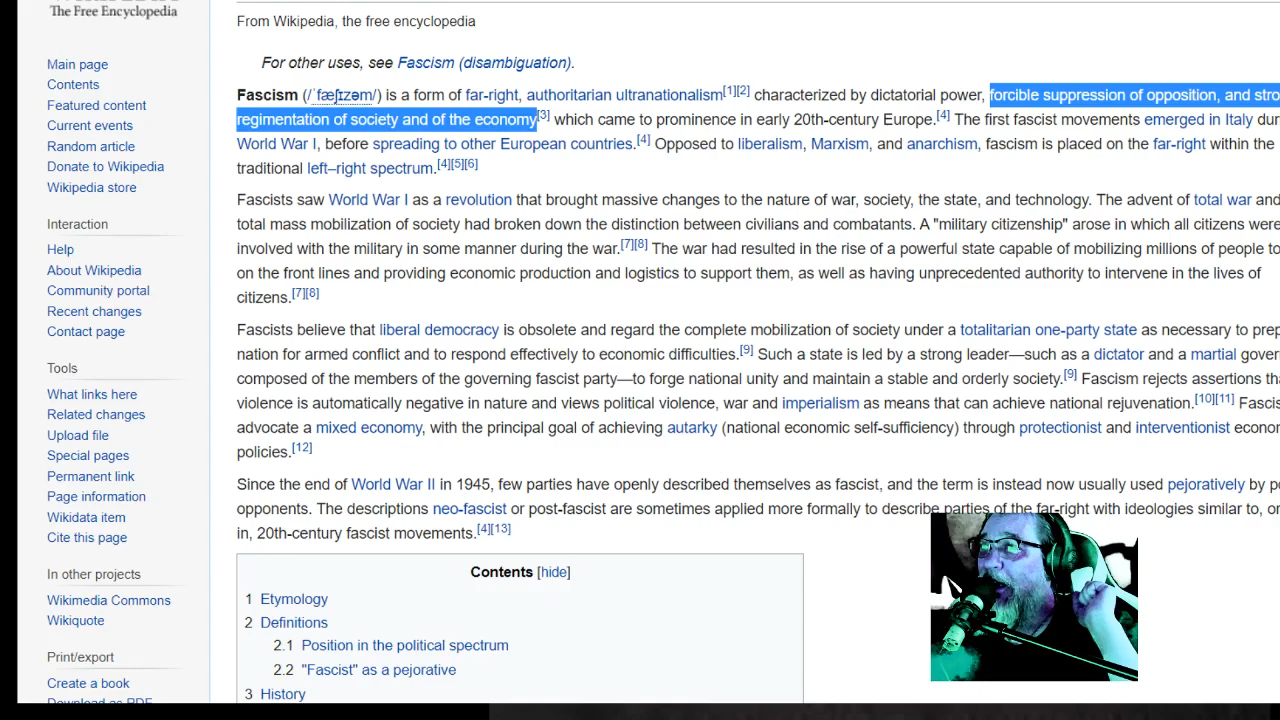 The Free Encyclopedia
Main page
Contents
Featured content
Current events
Random article
Donate to Wikipedia
Wikipedia store
Interaction
Help
About Wikipedia
Community portal
Recent changes
Contact page
Tools
What links here
Related changes
Upload file
Special pages
Permanent link
Page information
Wikidata item
Cite this page
In other projects
Wikimedia Commons
Wikiquote
Print/export
Create a book
Download as PDF
From Wikipedia, the free encyclopedia
For other uses, see Fascism (disambiguation).
Fascism (/ˈfæʃɪzəm/) is a form of far-right, authoritarian ultranationalism[1][2] characterized by dictatorial power, forcible suppression of opposition, and
regimentation of society and of the economy[3] which came to prominence in early 20th-century Europe.[4] The first fascist movements emerged in Italy
World War I, before spreading to other European countries.[4] Opposed to liberalism, Marxism, and anarchism, fascism is placed on the far-right within the
traditional left–right spectrum.[4][5][6]
Fascists saw World War I as a revolution that brought massive changes to the nature of war, society, the state, and technology. The advent of total war and
total mass mobilization of society had broken down the distinction between civilians and combatants. A "military citizenship" arose in which all citizens were
involved with the military in some manner during the war.[7][8] The war had resulted in the rise of a powerful state capable of mobilizing millions of people to
on the front lines and providing economic production and logistics to support them, as well as having unprecedented authority to intervene in the lives of
citizens.[7][8]
Fascists believe that liberal democracy is obsolete and regard the complete mobilization of society under a totalitarian one-party state as necessary to
nation for armed conflict and to respond effectively to economic difficulties.[9] Such a state is led by a strong leader—such as a dictator and a martial
composed of the members of the governing fascist party—to forge national unity and maintain a stable and orderly society.[9] Fascism rejects assertions
violence is automatically negative in nature and views political violence, war and imperialism as means that can achieve national rejuvenation.[10][11]
advocate a mixed economy, with the principal goal of achieving autarky (national economic self-sufficiency) through protectionist and interventionist
policies.[12]
Since the end of World War II in 1945, few parties have openly described themselves as fascist, and the term is instead now usually used pejoratively by
opponents. The descriptions neo-fascist or post-fascist are sometimes applied more formally to describe parties of the far-right with ideologies similar to,
in, 20th-century fascist movements.[4][13]
Contents [hide]
1 Etymology
2 Definitions
2.1 Position in the political spectrum
2.2 "Fascist" as a pejorative
3 History